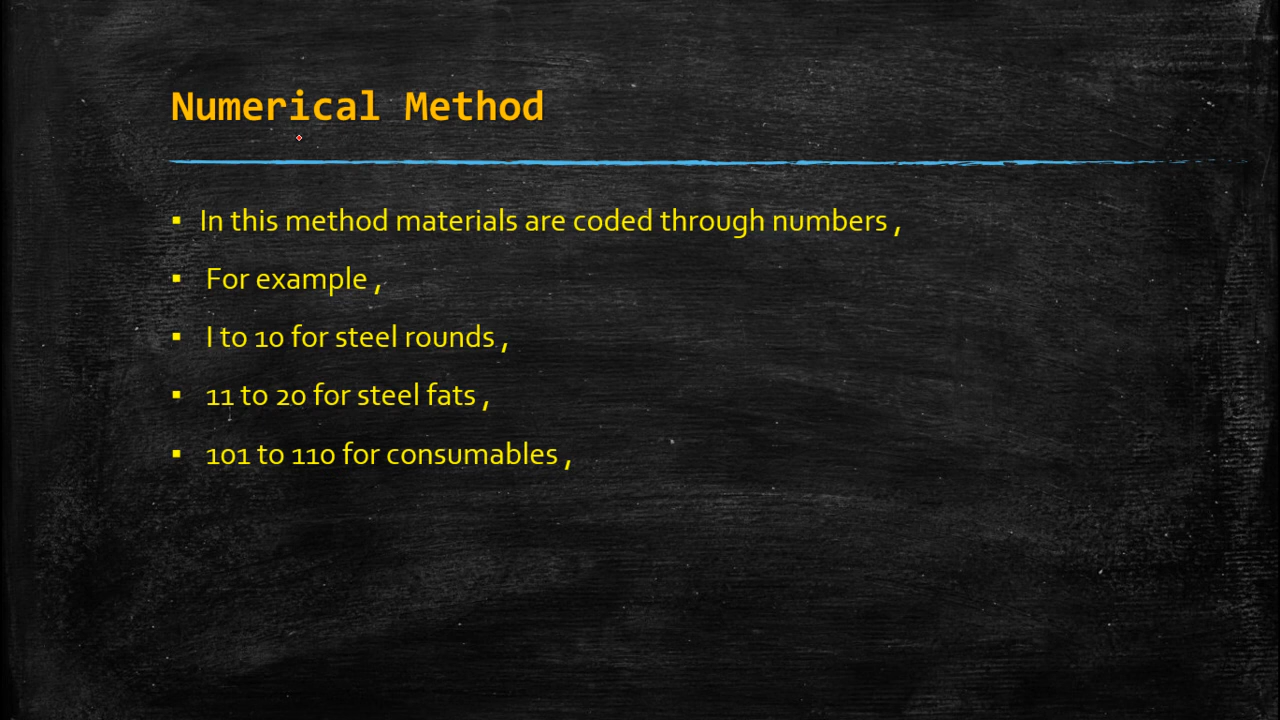 Numerical Method
▪ In this method materials are coded through numbers ,
▪ For example ,
▪ I to 10 for steel rounds ,
▪ 11 to 20 for steel fats ,
▪ 101 to 110 for consumables ,